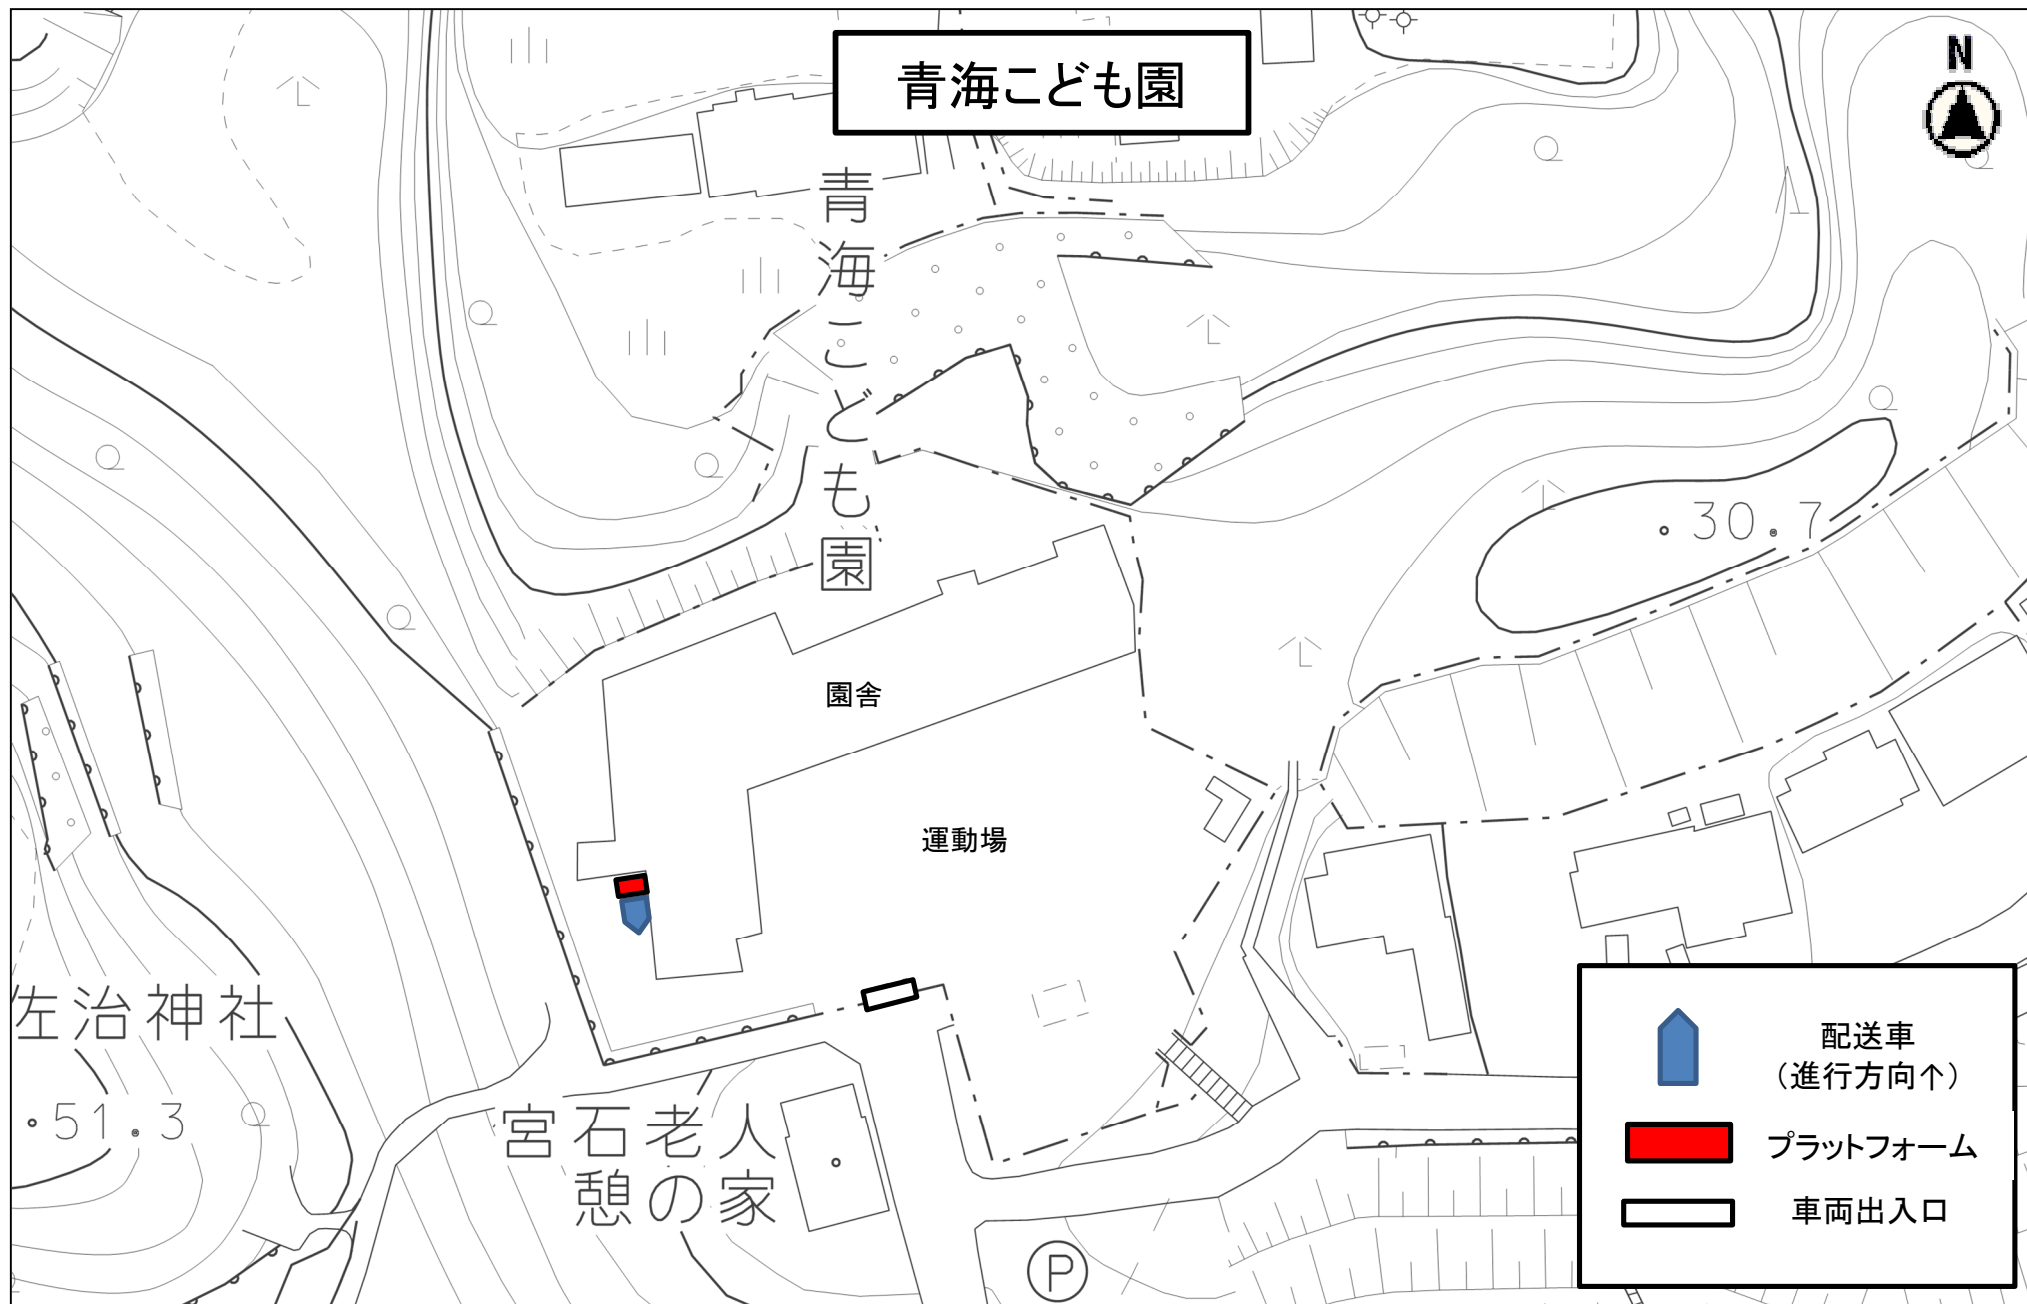 青海こども園
N
青海こども園
30.7
園舎
運動場
佐治神社
51.3
宮石老人
憩の家
P
配送車
(進行方向↑)
プラットフォーム
車両出入口